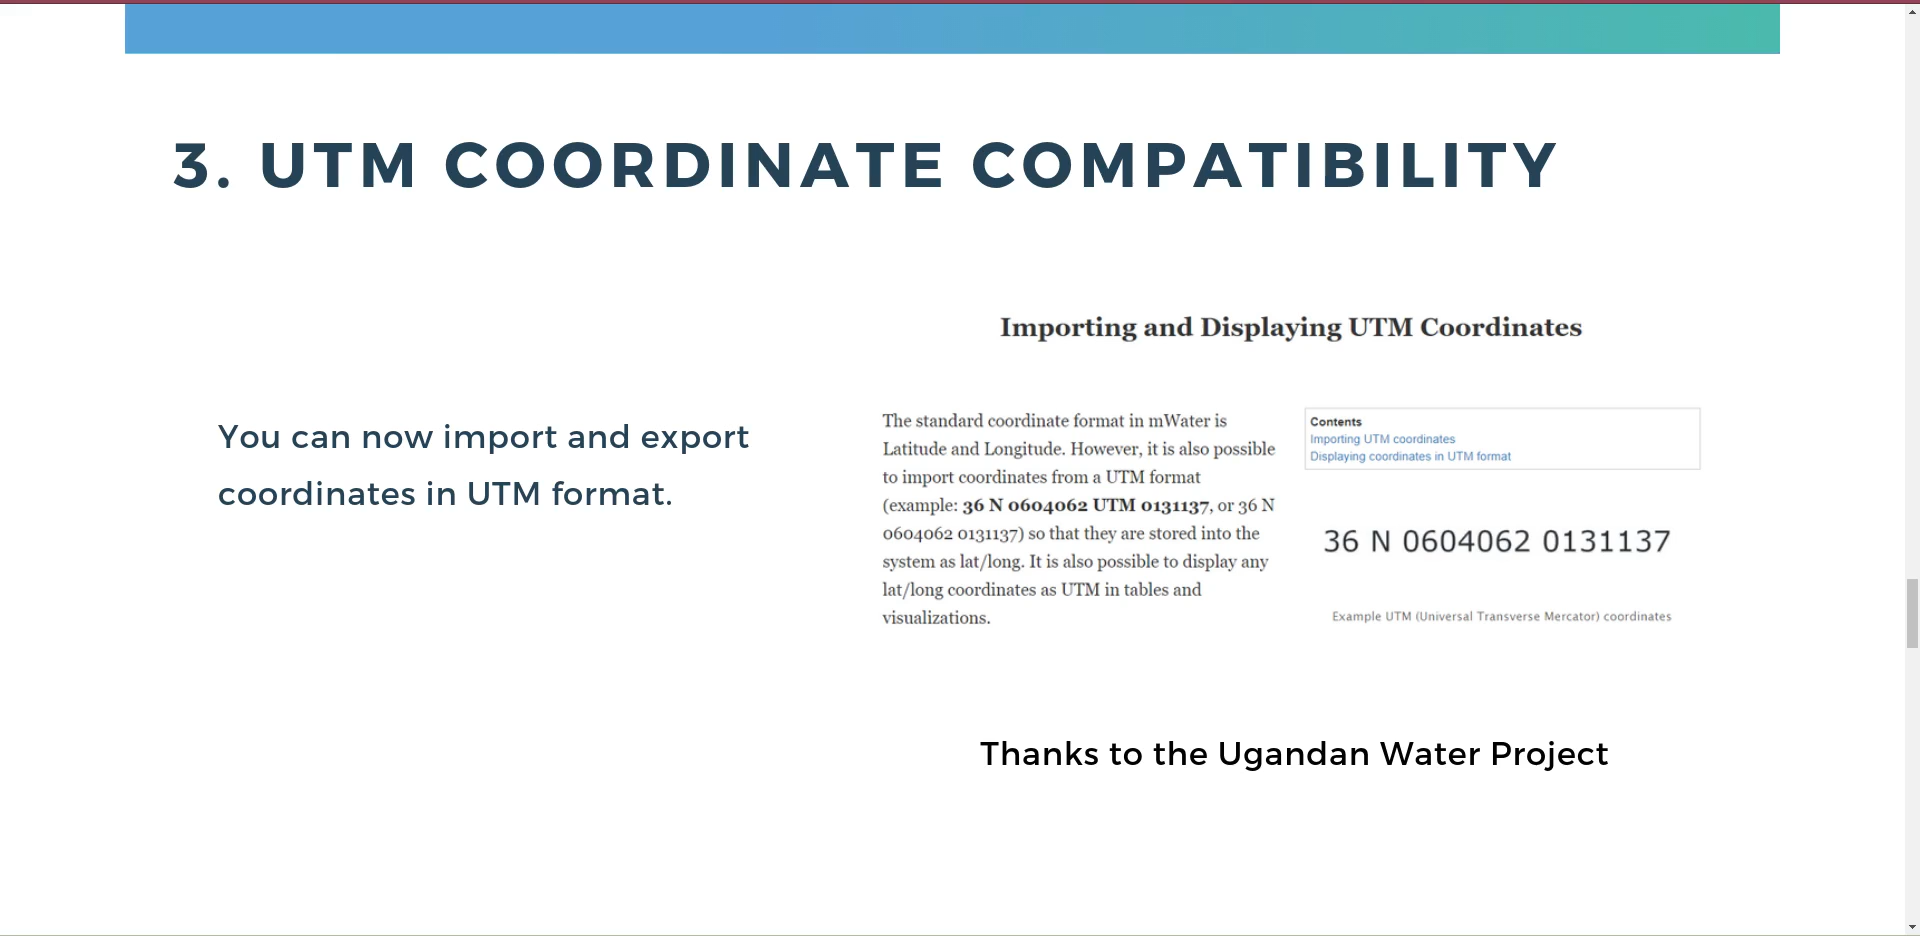 3. UTM COORDINATE COMPATIBILITY
You can now import and export
coordinates in UTM format.
Importing and Displaying UTM Coordinates
The standard coordinate format in mWater is
Latitude and Longitude. However, it is also possible
to import coordinates from a UTM format
(example: 36 N 0604062 UTM 0131137, or 36 N
0604062 0131137) so that they are stored into the
system as lat/long. It is also possible to display any
lat/long coordinates as UTM in tables and
visualizations.
Contents
Importing UTM coordinates
Displaying coordinates in UTM format
36 N 0604062 0131137
Example UTM (Universal Transverse Mercator) coordinates
Thanks to the Ugandan Water Project